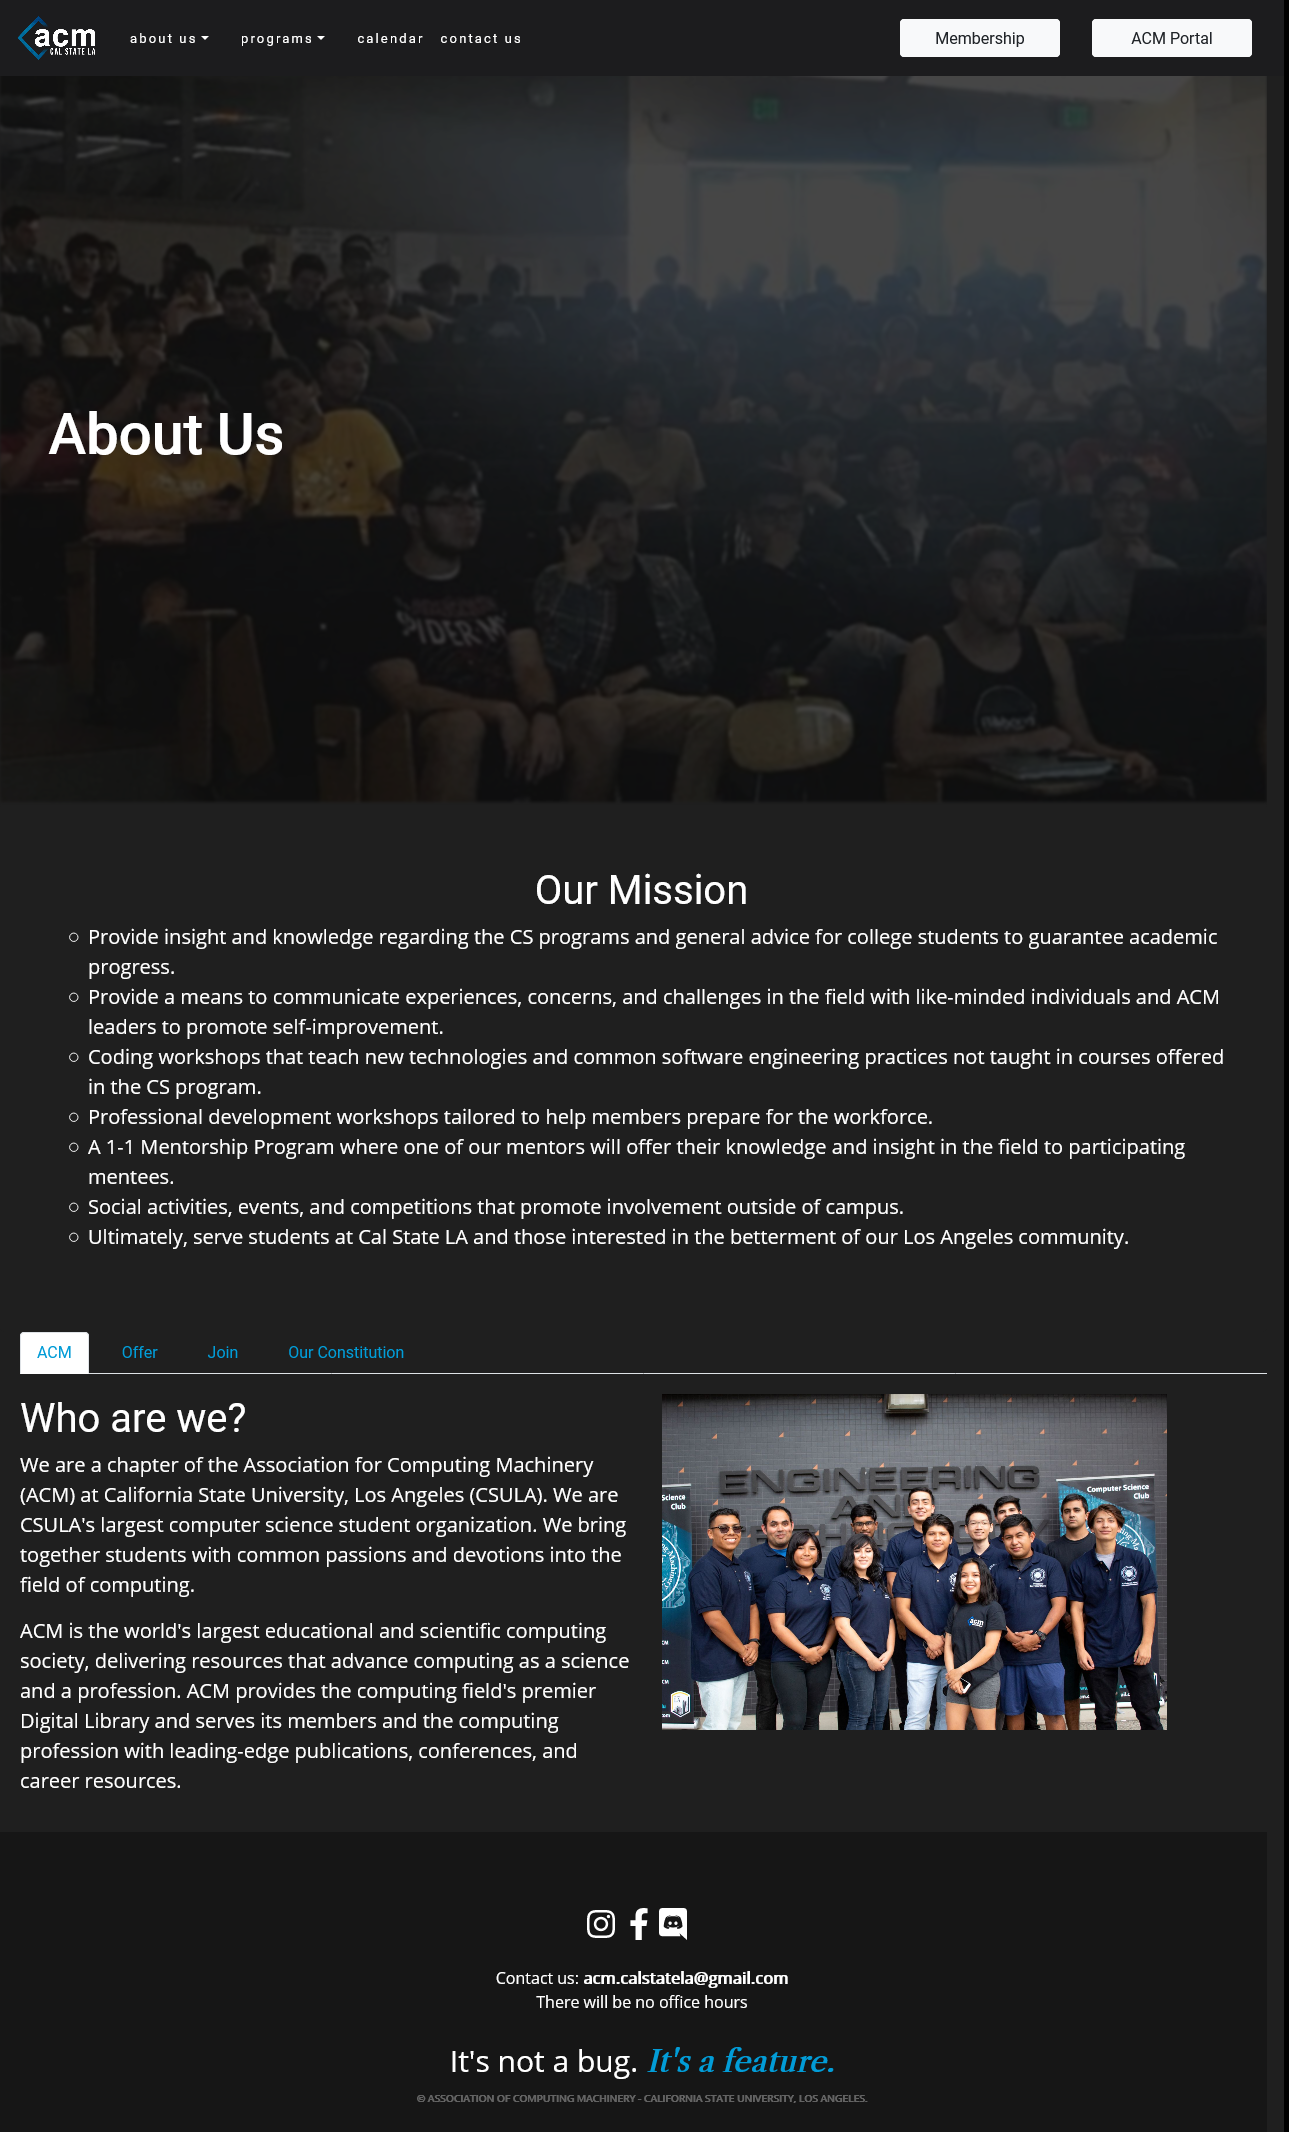 acm
CAL STATE LA
about us
programs
calendar
contact us
Membership
ACM Portal
About Us
Our Mission
Provide insight and knowledge regarding the CS programs and general advice for college students to guarantee academic
progress.
Provide a means to communicate experiences, concerns, and challenges in the field with like-minded individuals and ACM
leaders to promote self-improvement.
Coding workshops that teach new technologies and common software engineering practices not taught in courses offered
in the CS program.
Professional development workshops tailored to help members prepare for the workforce.
A 1-1 Mentorship Program where one of our mentors will offer their knowledge and insight in the field to participating
mentees.
Social activities, events, and competitions that promote involvement outside of campus.
Ultimately, serve students at Cal State LA and those interested in the betterment of our Los Angeles community.
ACM
Offer
Join
Our Constitution
Who are we?
We are a chapter of the Association for Computing Machinery
(ACM) at California State University, Los Angeles (CSULA). We are
CSULA's largest computer science student organization. We bring
together students with common passions and devotions into the
field of computing.
ACM is the world's largest educational and scientific computing
society, delivering resources that advance computing as a science
and a profession. ACM provides the computing field's premier
Digital Library and serves its members and the computing
profession with leading-edge publications, conferences, and
career resources.
ENGINEERING
AND
Science
Club
Computer Science
Club
acm
Contact us: acm.calstatela@gmail.com
There will be no office hours
It's not a bug. It's a feature.
© ASSOCIATION OF COMPUTING MACHINERY - CALIFORNIA STATE UNIVERSITY, LOS ANGELES.